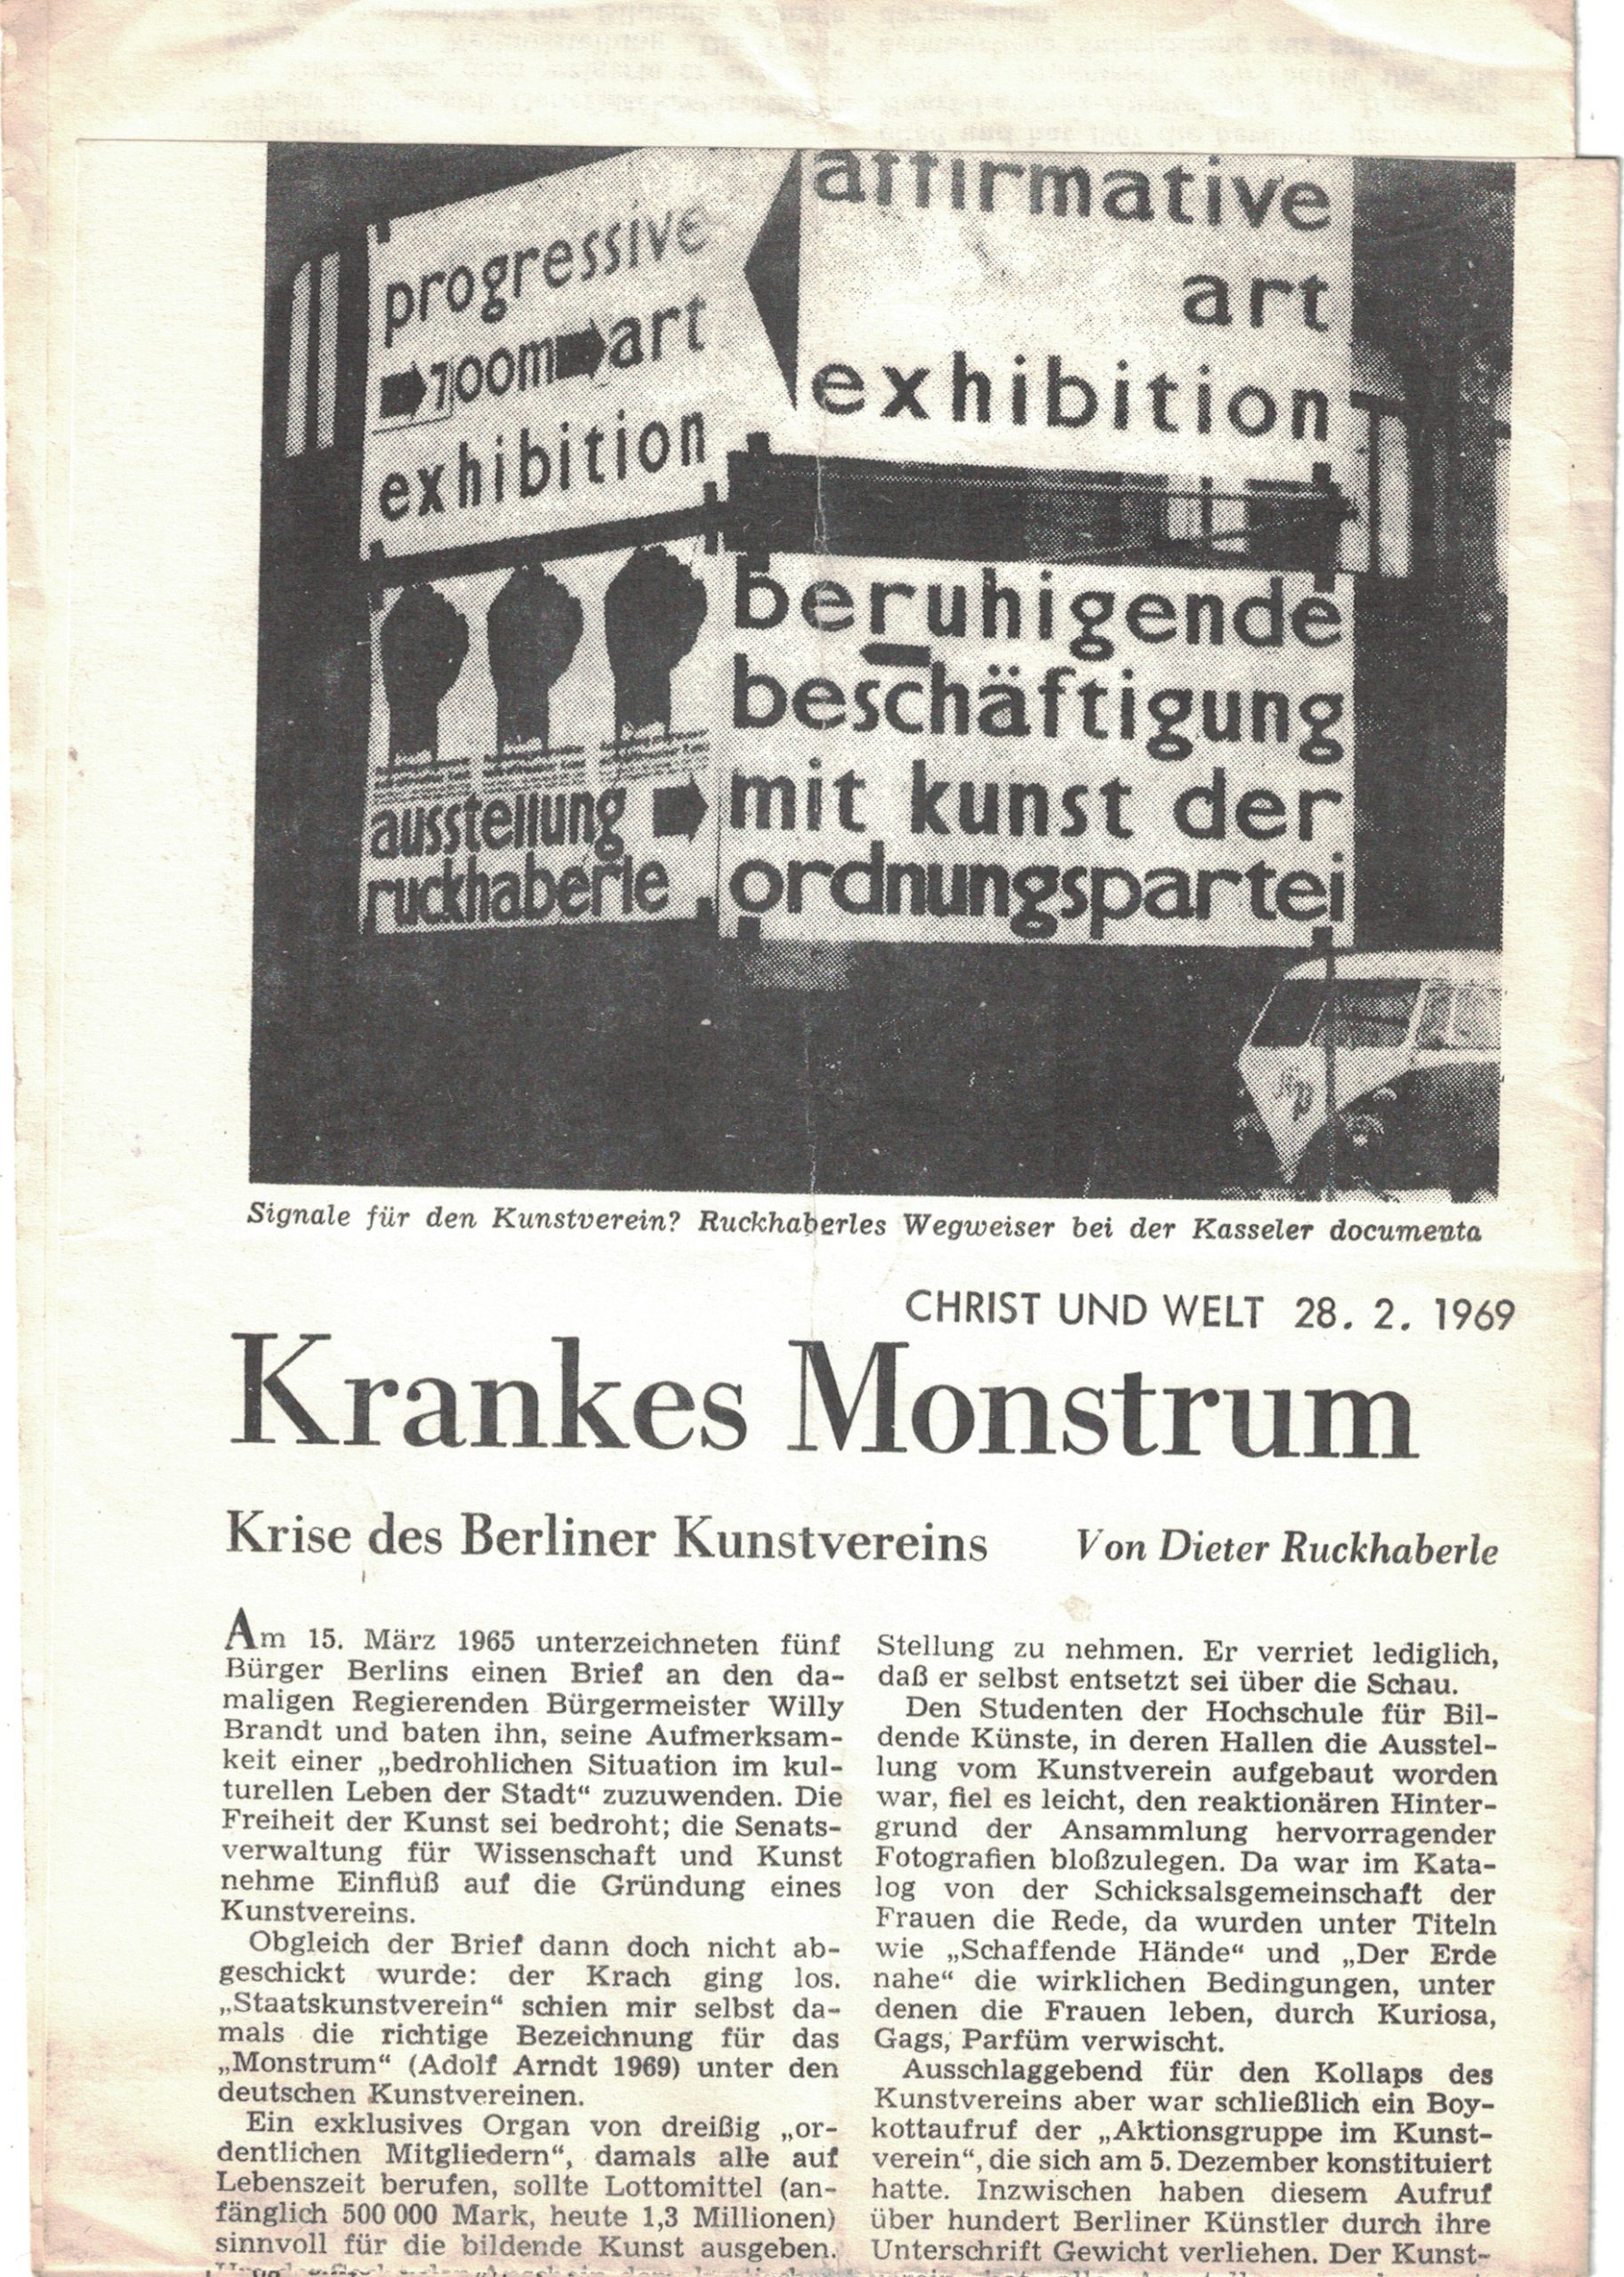 progressive
room art
exhibition
affirmative
art
exhibition
ausstellung
ruckhaberle
beruhigende
beschäftigung
mit kunst der
ordnungspartei
Signale für den Kunstverein? Ruckhaberles Wegweiser bei der Kasseler documenta
CHRIST UND WELT 28. 2. 1969
Krankes Monstrum
Krise des Berliner Kunstvereins
Von Dieter Ruckhaberle
Am 15. März 1965 unterzeichneten fünf
Bürger Berlins einen Brief an den da-
maligen Regierenden Bürgermeister Willy
Brandt und baten ihn, seine Aufmerksam-
keit einer „bedrohlichen Situation im kul-
turellen Leben der Stadt“ zuzuwenden. Die
Freiheit der Kunst sei bedroht; die Senats-
verwaltung für Wissenschaft und Kunst
nehme Einfluß auf die Gründung eines
Kunstvereins.
Obgleich der Brief dann doch nicht ab-
geschickt wurde: der Krach ging los.
„Staatskunstverein“ schien mir selbst da-
mals die richtige Bezeichnung für das
„Monstrum“ (Adolf Arndt 1969) unter den
deutschen Kunstvereinen.
Ein exklusives Organ von dreißig „or-
dentlichen Mitgliedern“, damals alle auf
Lebenszeit berufen, sollte Lottomittel (an-
fänglich 500 000 Mark, heute 1,3 Millionen)
sinnvoll für die bildende Kunst ausgeben.
Stellung zu nehmen. Er verriet lediglich,
daß er selbst entsetzt sei über die Schau.
Den Studenten der Hochschule für Bil-
dende Künste, in deren Hallen die Ausstel-
lung vom Kunstverein aufgebaut worden
war, fiel es leicht, den reaktionären Hinter-
grund der Ansammlung hervorragender
Fotografien bloßzulegen. Da war im Kata-
log von der Schicksalsgemeinschaft der
Frauen die Rede, da wurden unter Titeln
wie „Schaffende Hände“ und „Der Erde
nahe“ die wirklichen Bedingungen, unter
denen die Frauen leben, durch Kuriosa,
Gags, Parfüm verwischt.
Ausschlaggebend für den Kollaps des
Kunstvereins aber war schließlich ein Boy-
kottaufruf der „Aktionsgruppe im Kunst-
verein“, die sich am 5. Dezember konstituiert
hatte. Inzwischen haben diesem Aufruf
über hundert Berliner Künstler durch ihre
Unterschrift Gewicht verliehen. Der Kunst-